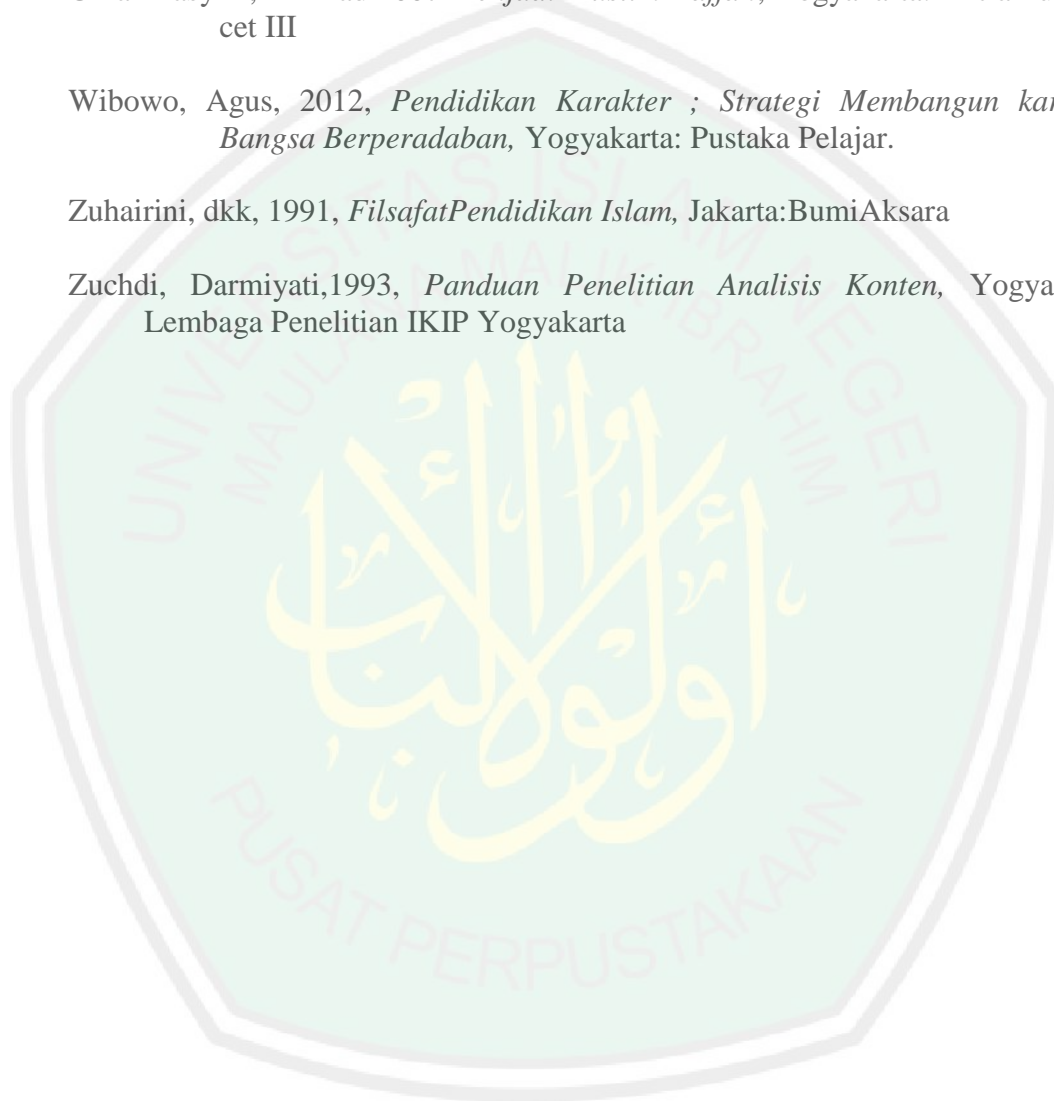 cet III
Wibowo, Agus, 2012, Pendidikan Karakter ; Strategi Membangun
Bangsa Berperadaban, Yogyakarta: Pustaka Pelajar.
Zuhairini, dkk, 1991, FilsafatPendidikan Islam, Jakarta:BumiAksara
Zuchdi, Darmiyati,1993, Panduan Penelitian Analisis Konten,
Lembaga Penelitian IKIP Yogyakarta
UNIVERSITAS ISLAM NEGERI
MAULANA MALIK IBRAHIM
أولوا الألباب
PUSAT PERPUSTAKAAN